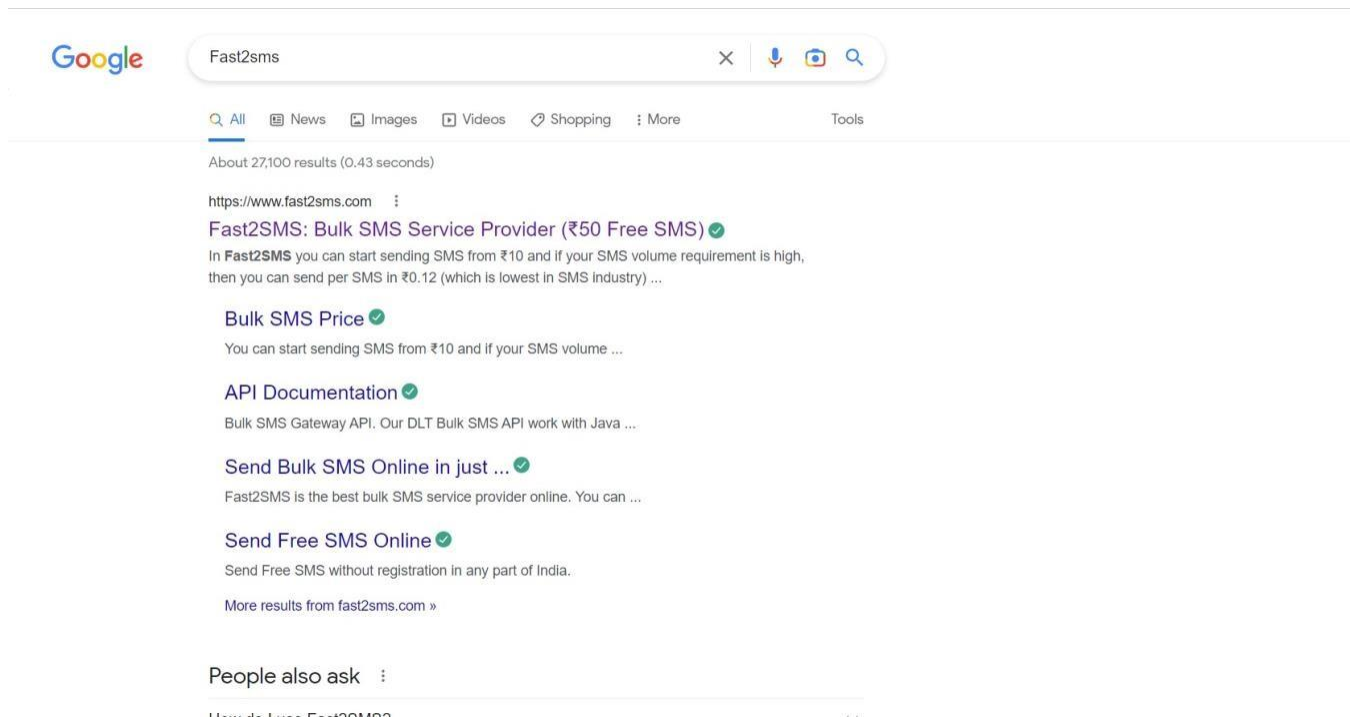 Google
Fast2sms
All News Images Videos Shopping More Tools
About 27,100 results (0.43 seconds)
https://www.fast2sms.com
Fast2SMS: Bulk SMS Service Provider (₹50 Free SMS)
In Fast2SMS you can start sending SMS from ₹10 and if your SMS volume requirement is high,
then you can send per SMS in ₹0.12 (which is lowest in SMS industry) ...
Bulk SMS Price
You can start sending SMS from ₹10 and if your SMS volume ...
API Documentation
Bulk SMS Gateway API. Our DLT Bulk SMS API work with Java ...
Send Bulk SMS Online in just ...
Fast2SMS is the best bulk SMS service provider online. You can ...
Send Free SMS Online
Send Free SMS without registration in any part of India.
More results from fast2sms.com »
People also ask
How do I use Fast2SMS?